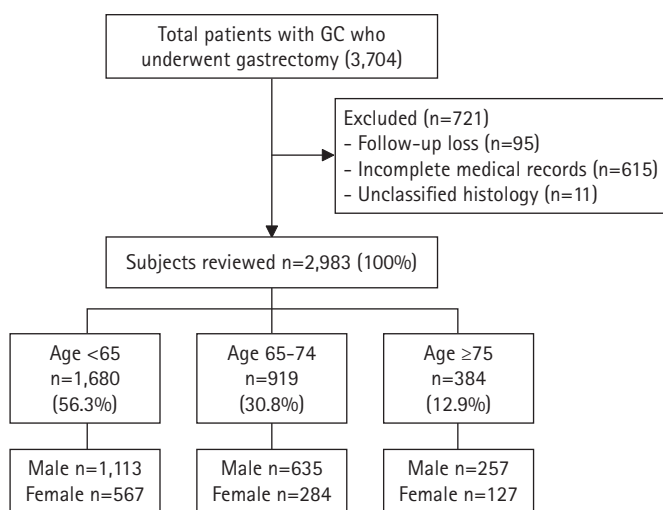 Total patients with GC who
underwent gastrectomy (3,704)
Excluded (n=721)
- Follow-up loss (n=95)
- Incomplete medical records (n=615)
- Unclassified histology (n=11)
Subjects reviewed n=2,983 (100%)
Age <65
n=1,680
(56.3%)
Age 65-74
n=919
(30.8%)
Age ≥75
n=384
(12.9%)
Male n=1,113
Female n=567
Male n=635
Female n=284
Male n=257
Female n=127